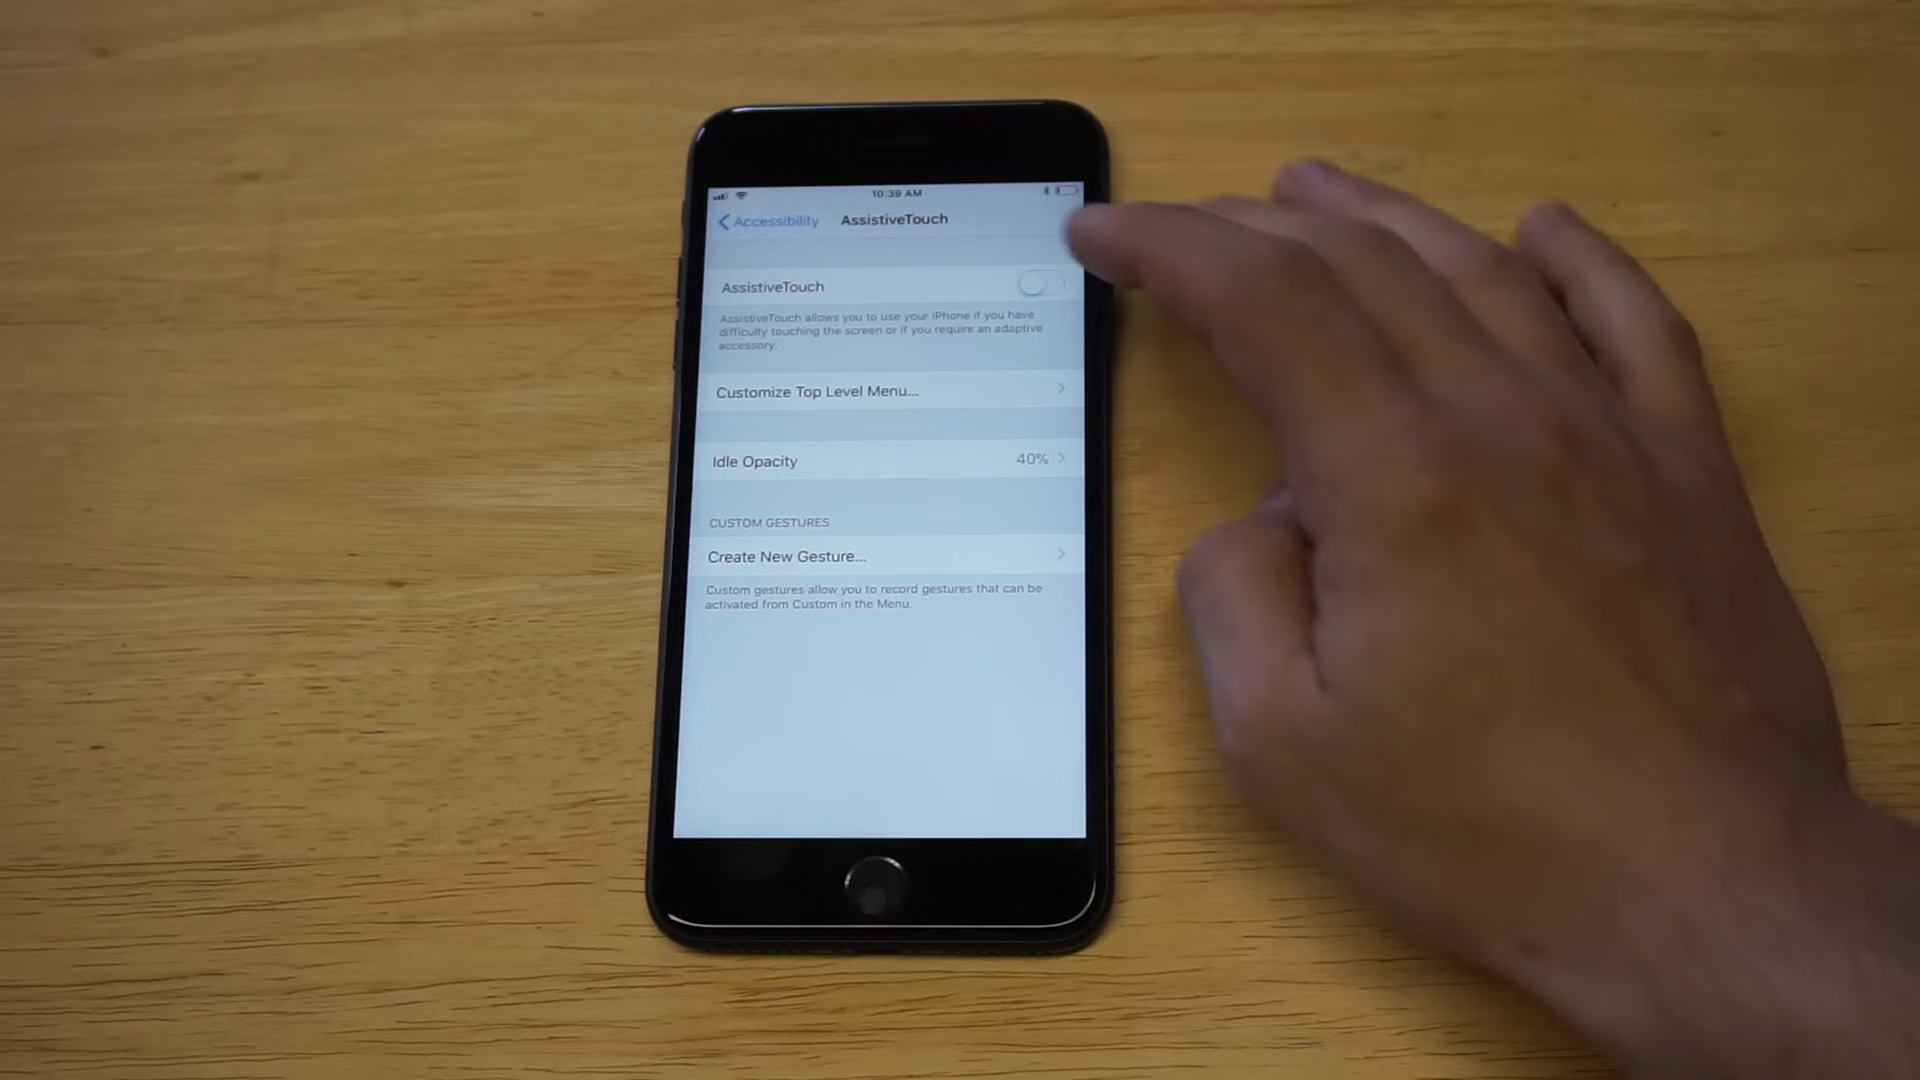 10:39 AM
Accessibility AssistiveTouch
AssistiveTouch
AssistiveTouch allows you to use your iPhone if you have
difficulty touching the screen or if you require an adaptive
accessory.
Customize Top Level Menu...
Idle Opacity 40%
CUSTOM GESTURES
Create New Gesture...
Custom gestures allow you to record gestures that can be
activated from Custom in the Menu.